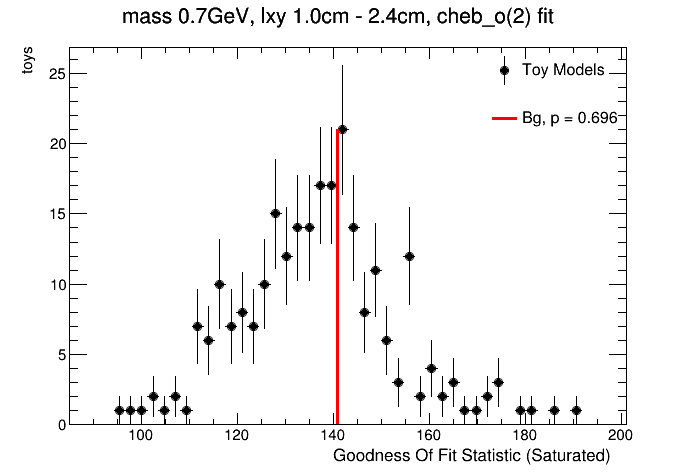 mass 0.7GeV, lxy 1.0cm - 2.4cm, cheb_o(2) fit
toys
25
20
15
10
5
0
Toy Models
Bg, p = 0.696
100
120
140
160
180
200
Goodness Of Fit Statistic (Saturated)